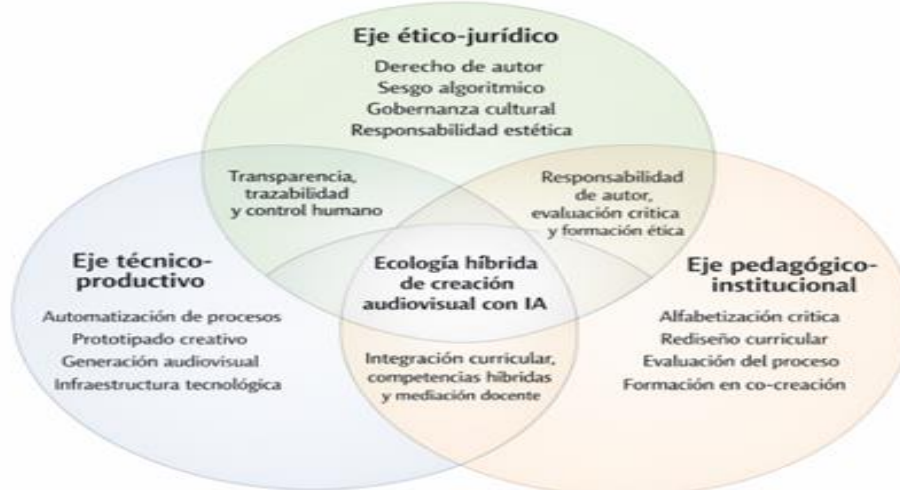 Eje ético-jurídico
Derecho de autor
Sesgo algoritmico
Gobernanza cultural
Responsabilidad estética
Transparencia,
trazabilidad
y control humano
Responsabilidad
de autor,
evaluación critica
y formación ética
Eje técnico-
productivo
Automatización de procesos
Prototipado creativo
Generación audiovisual
Infraestructura tecnológica
Ecología híbrida
de creación
audiovisual con IA
Eje pedagógico-
institucional
Alfabetización critica
Rediseño curricular
Evaluación del proceso
Formación en co-creación
Integración curricular,
competencias híbridas
y mediación docente